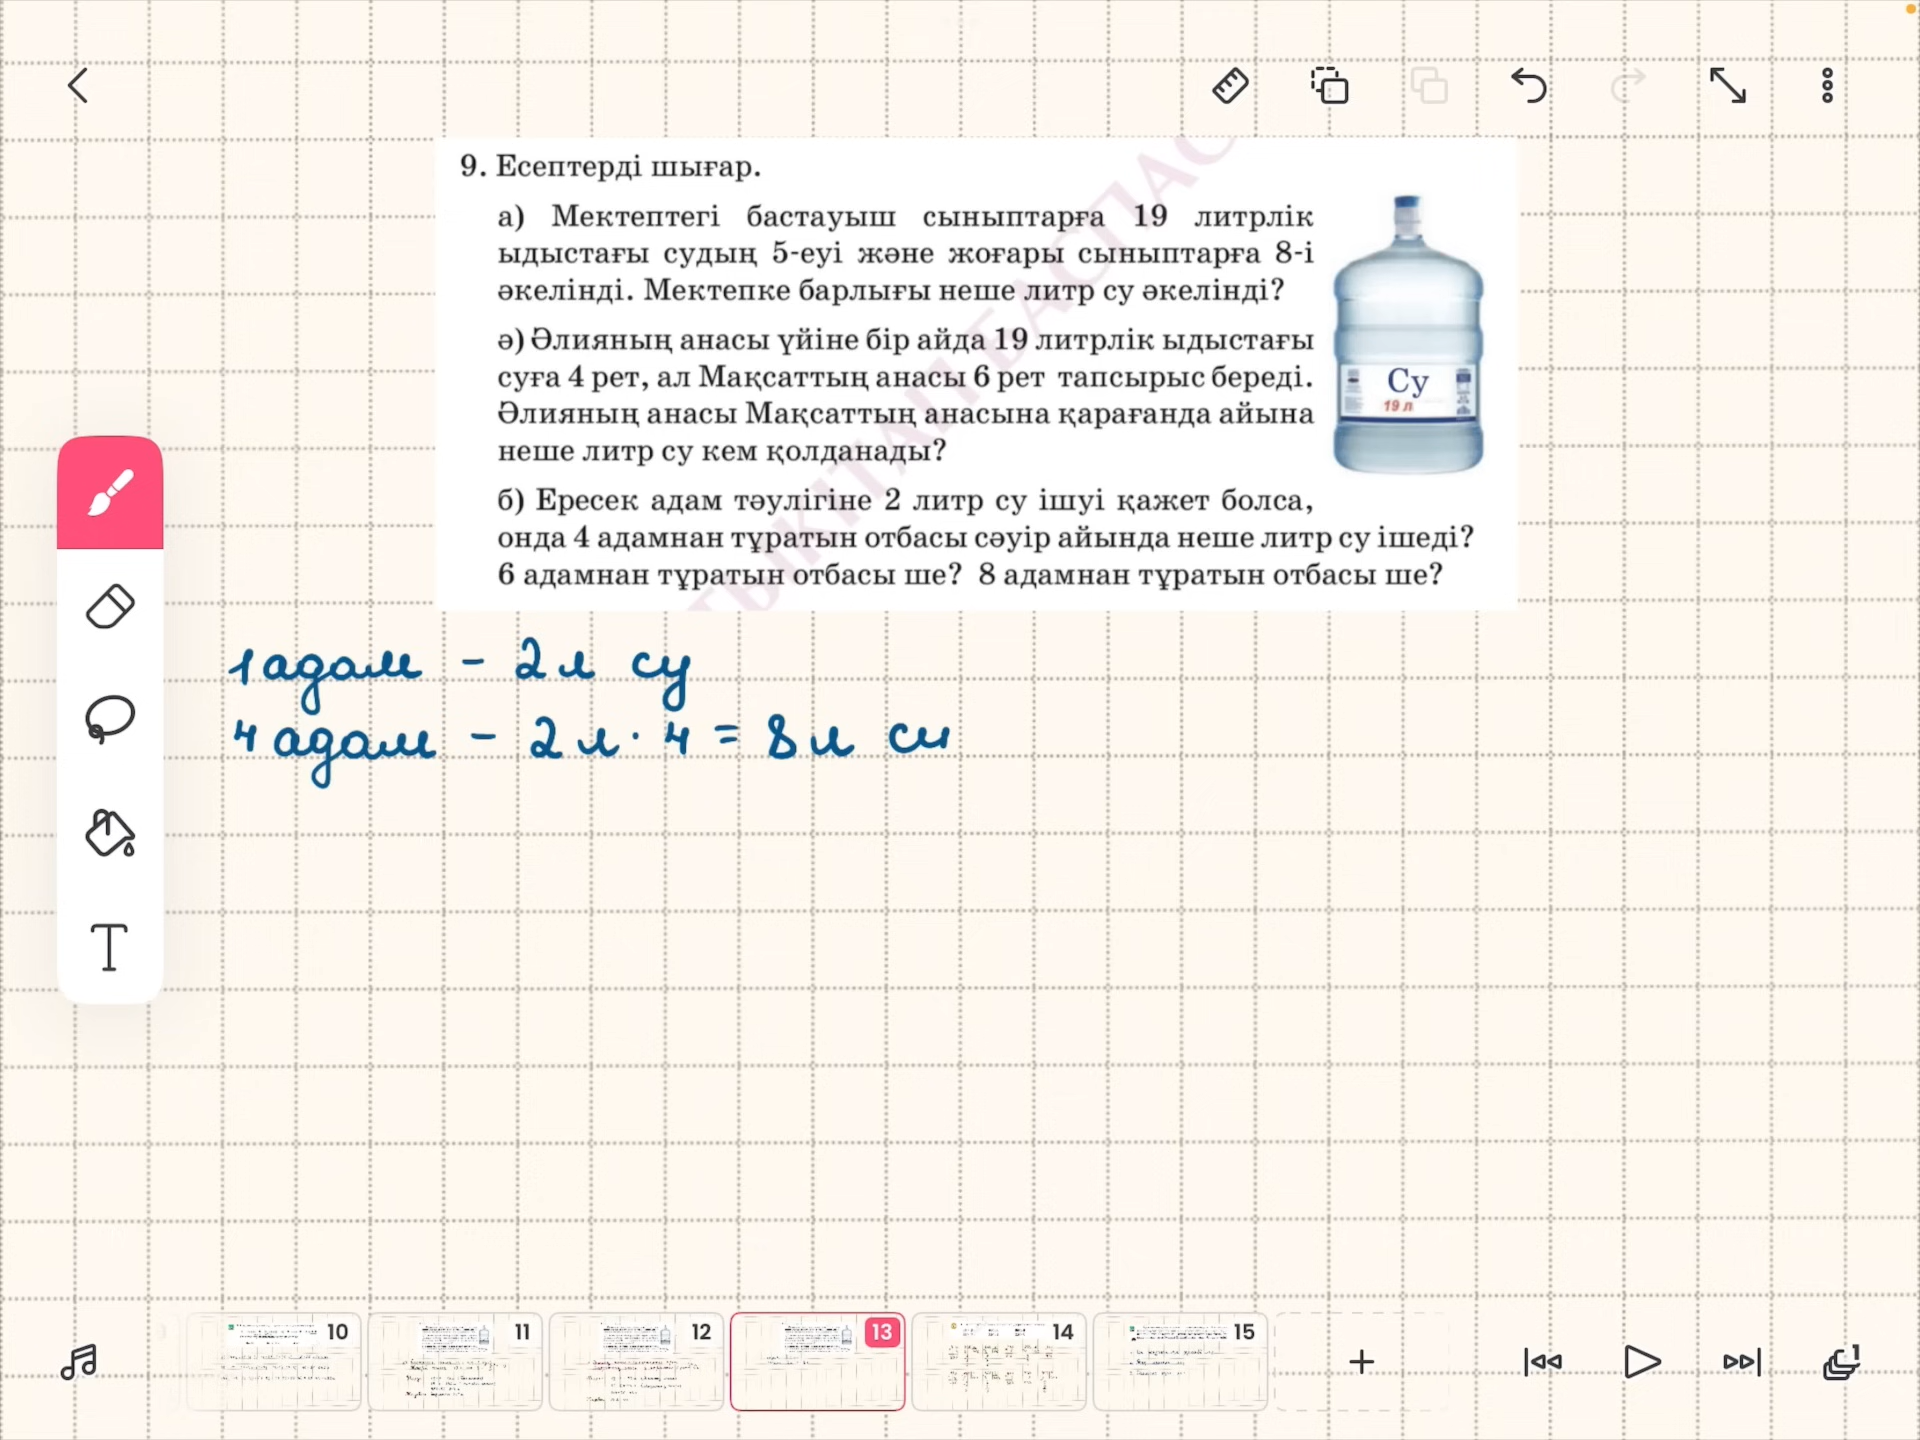 9. Есептерді шығар.
а) Мектептегі бастауыш сыныптарға 19 литрлік
ыдыстағы судың 5-еуі және жоғары сыныптарға 8-і
әкелінді. Мектепке барлығы неше литр су әкелінді?
ә) Әлияның анасы үйіне бір айда 19 литрлік ыдыстағы
суға 4 рет, ал Мақсаттың анасы 6 рет тапсырыс береді.
Әлияның анасы Мақсаттың анасына қарағанда айына
неше литр су кем қолданады?
б) Ересек адам тәулігіне 2 литр су ішуі қажет болса,
онда 4 адамнан тұратын отбасы сәуір айында неше литр су ішеді?
6 адамнан тұратын отбасы ше? 8 адамнан тұратын отбасы ше?
Су
19 л
1 адам - 2 л су
4 адам - 2 л · 4 = 8 л си
T
10
11
12
13
14
15
1